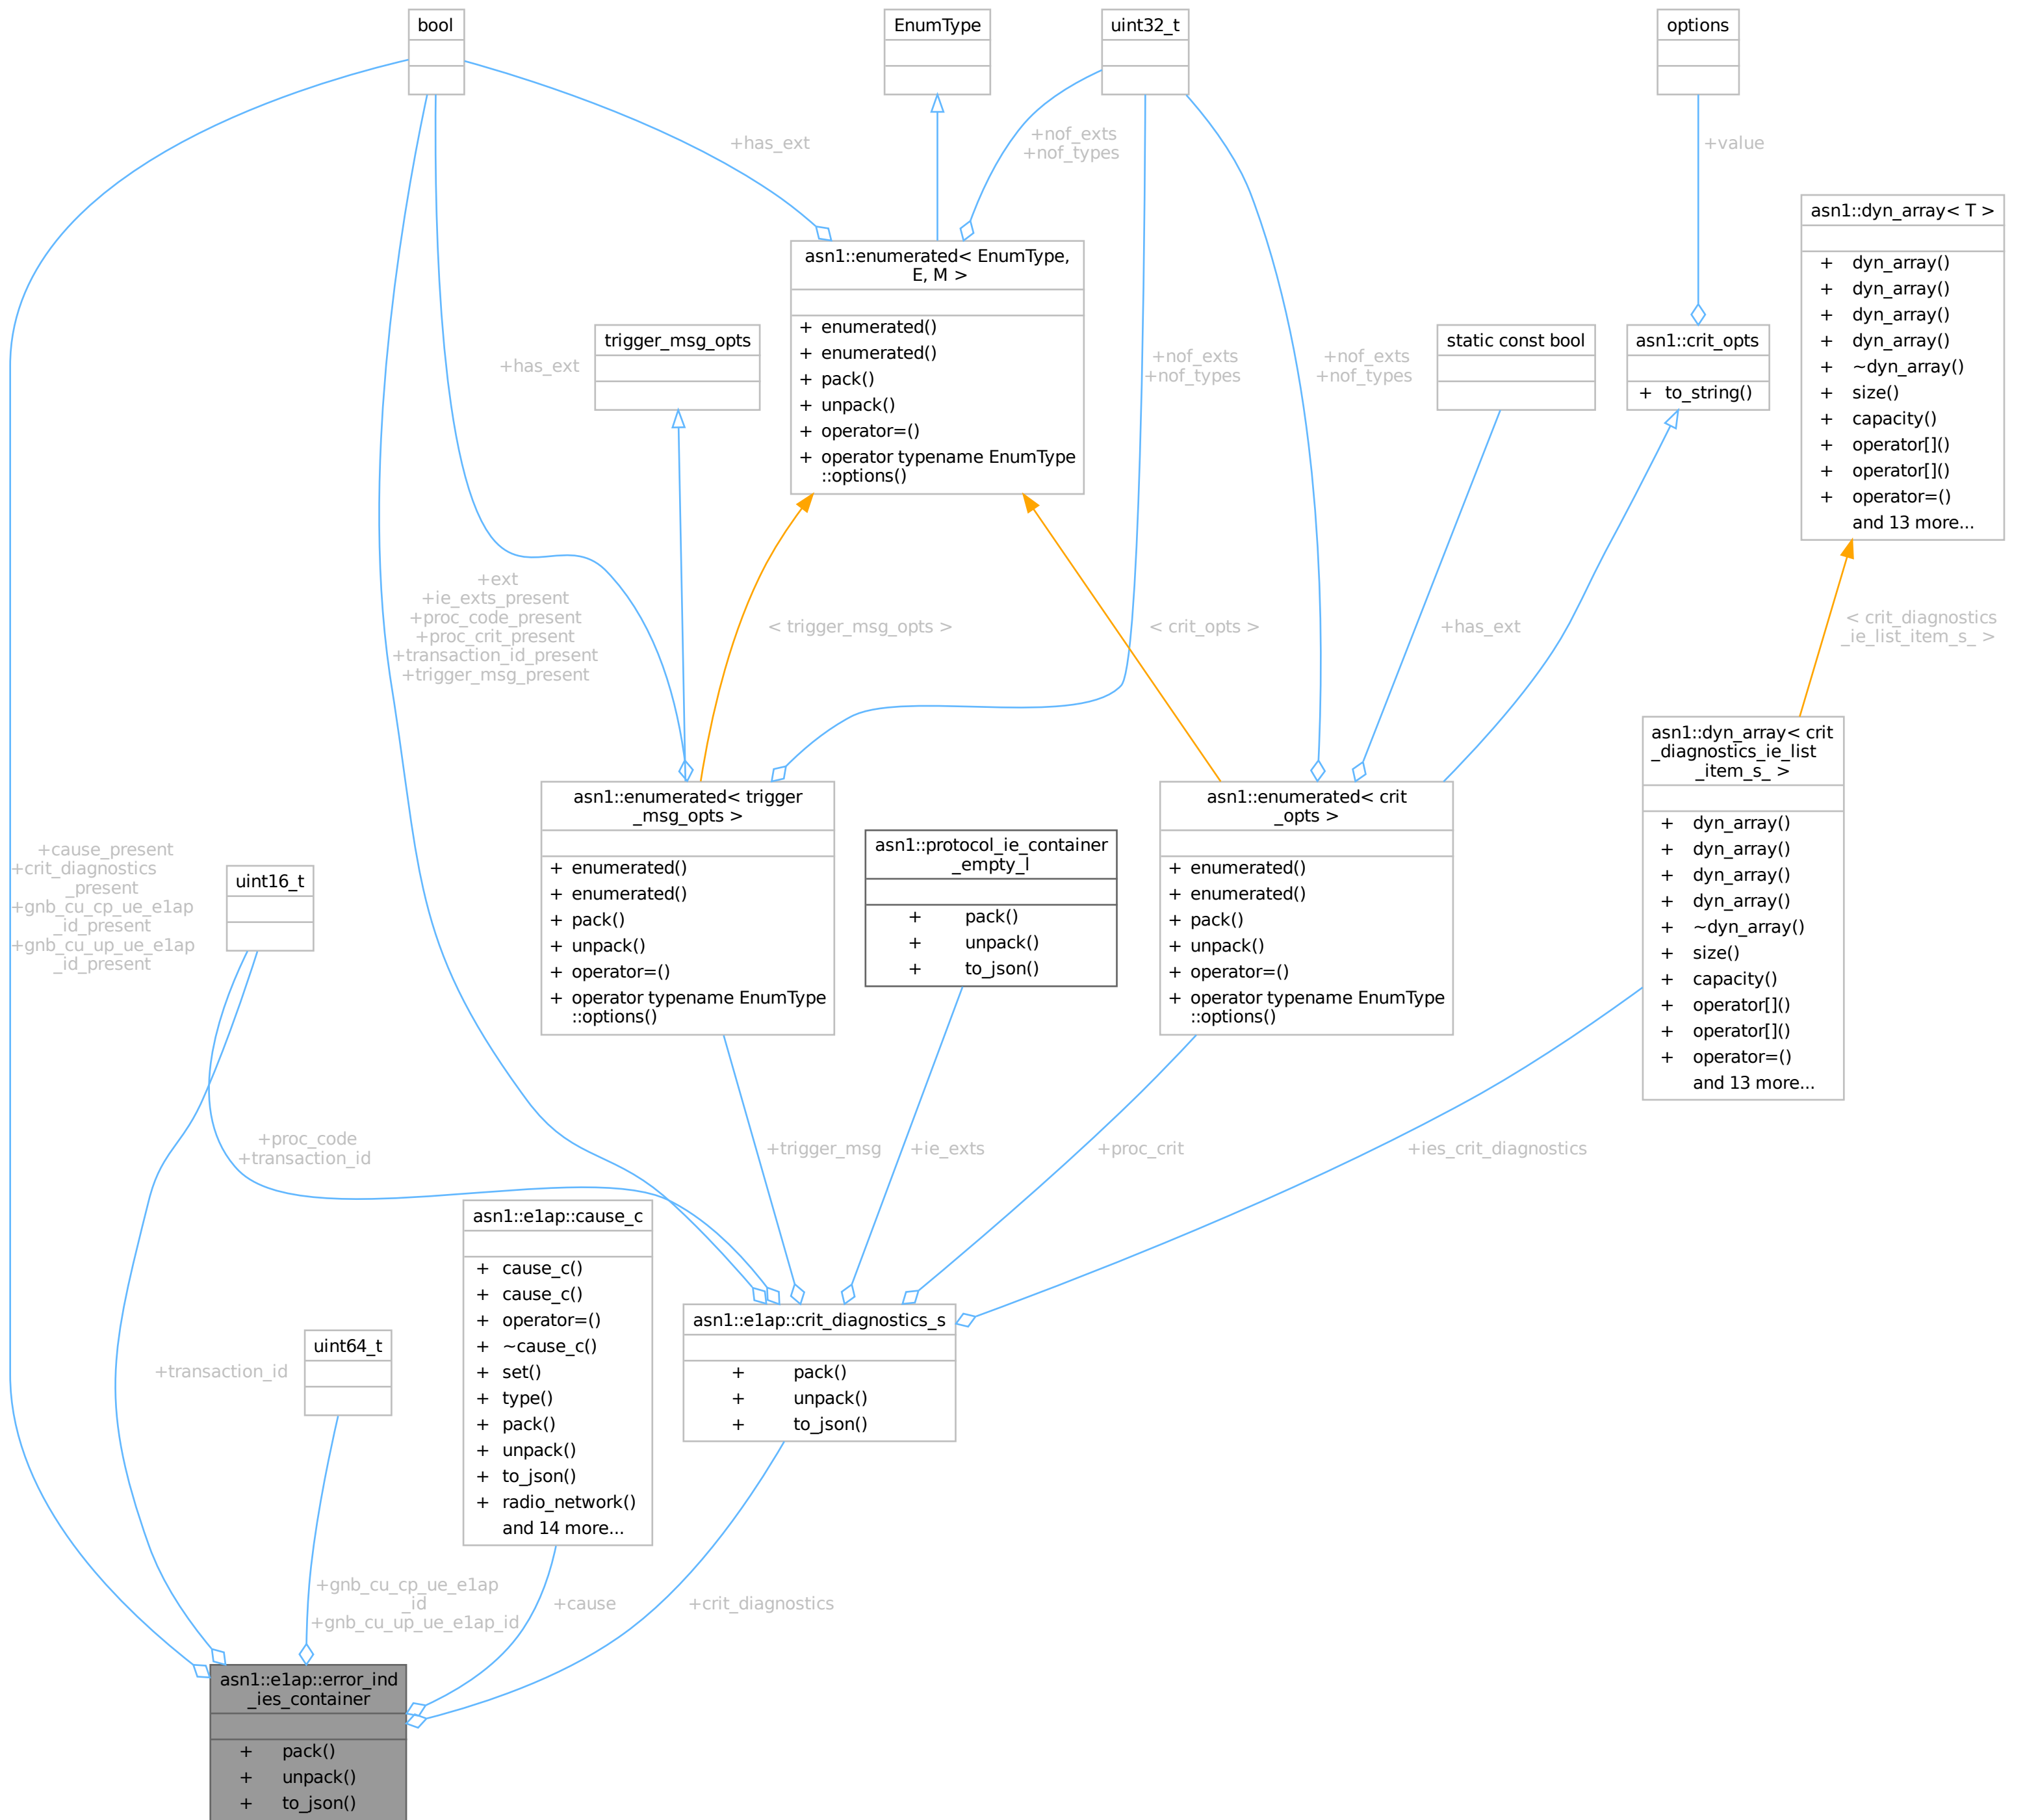 bool
EnumType
uint32_t
options
+has_ext
+nof_exts
+nof_types
+value
asn1::dyn_array< T >
+ dyn_array()
+ dyn_array()
+ dyn_array()
+ dyn_array()
+ ~dyn_array()
+ size()
+ capacity()
+ operator[]()
+ operator[]()
+ operator=()
and 13 more...
asn1::enumerated< EnumType,
E, M >
+ enumerated()
+ enumerated()
+ pack()
+ unpack()
+ operator=()
+ operator typename EnumType
::options()
+has_ext
trigger_msg_opts
+nof_exts
+nof_types
+nof_exts
+nof_types
static const bool
asn1::crit_opts
+ to_string()
+ext
+ie_exts_present
+proc_code_present
+proc_crit_present
+transaction_id_present
+trigger_msg_present
< trigger_msg_opts >
< crit_opts >
+has_ext
< crit_diagnostics
_ie_list_item_s_ >
asn1::dyn_array< crit
_diagnostics_ie_list
_item_s_ >
+ dyn_array()
+ dyn_array()
+ dyn_array()
+ dyn_array()
+ ~dyn_array()
+ size()
+ capacity()
+ operator[]()
+ operator[]()
+ operator=()
and 13 more...
asn1::enumerated< trigger
_msg_opts >
+ enumerated()
+ enumerated()
+ pack()
+ unpack()
+ operator=()
+ operator typename EnumType
::options()
asn1::protocol_ie_container
_empty_l
+ pack()
+ unpack()
+ to_json()
asn1::enumerated< crit
_opts >
+ enumerated()
+ enumerated()
+ pack()
+ unpack()
+ operator=()
+ operator typename EnumType
::options()
+cause_present
+crit_diagnostics
_present
+gnb_cu_cp_ue_e1ap
_id_present
+gnb_cu_up_ue_e1ap
_id_present
uint16_t
+proc_code
+transaction_id
+trigger_msg
+ie_exts
+proc_crit
+ies_crit_diagnostics
asn1::e1ap::cause_c
+ cause_c()
+ cause_c()
+ operator=()
+ ~cause_c()
+ set()
+ type()
+ pack()
+ unpack()
+ to_json()
+ radio_network()
and 14 more...
asn1::e1ap::crit_diagnostics_s
+ pack()
+ unpack()
+ to_json()
uint64_t
+transaction_id
+gnb_cu_cp_ue_e1ap
_id
+gnb_cu_up_ue_e1ap_id
+cause
+crit_diagnostics
asn1::e1ap::error_ind
_ies_container
+ pack()
+ unpack()
+ to_json()